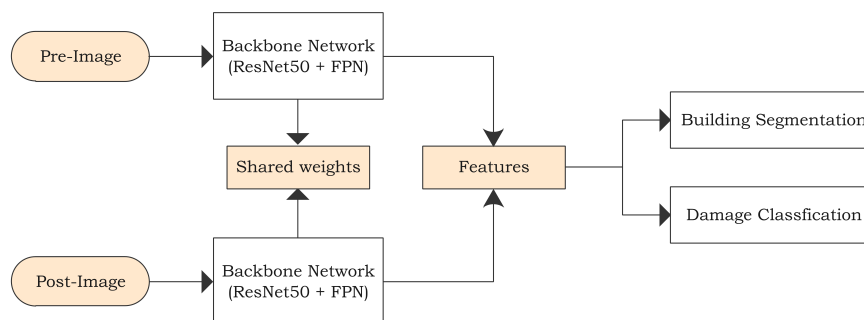 Pre-Image
Backbone Network
(ResNet50 + FPN)
Shared weights
Features
Building Segmentation
Damage Classfication
Post-Image
Backbone Network
(ResNet50 + FPN)